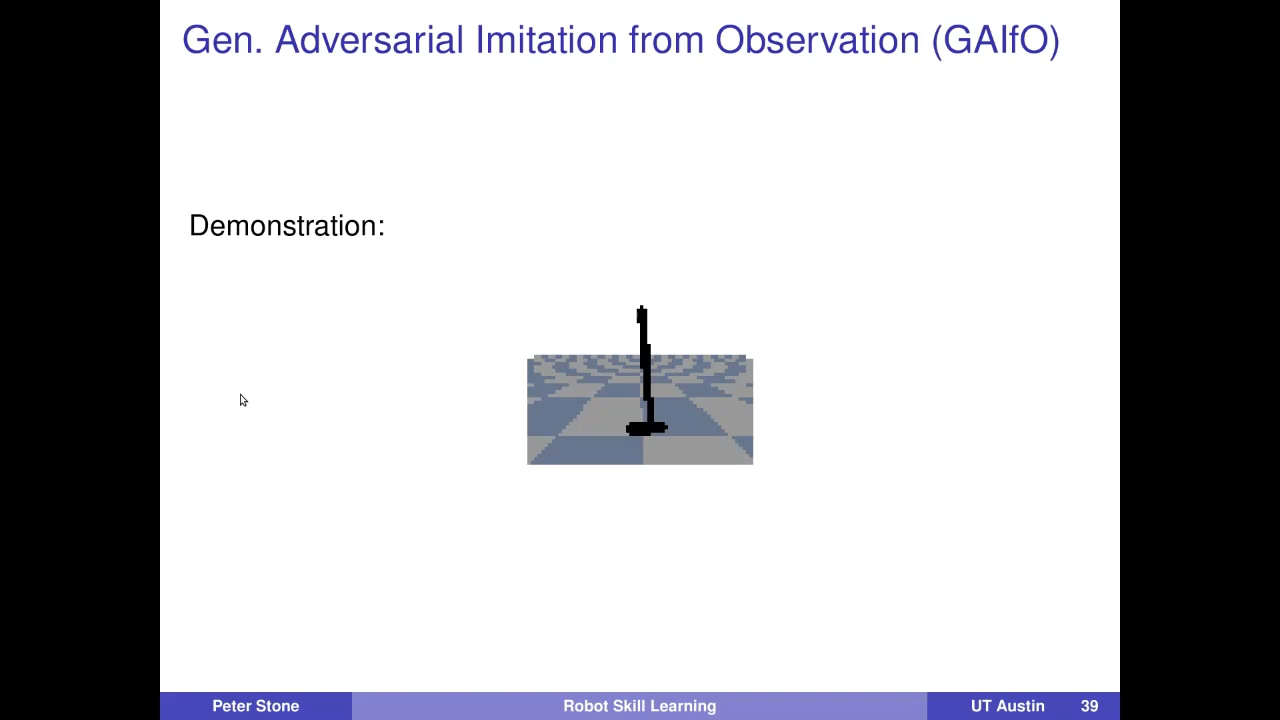 Gen. Adversarial Imitation from Observation (GAIfO)
Demonstration:
Peter Stone
Robot Skill Learning
UT Austin
39